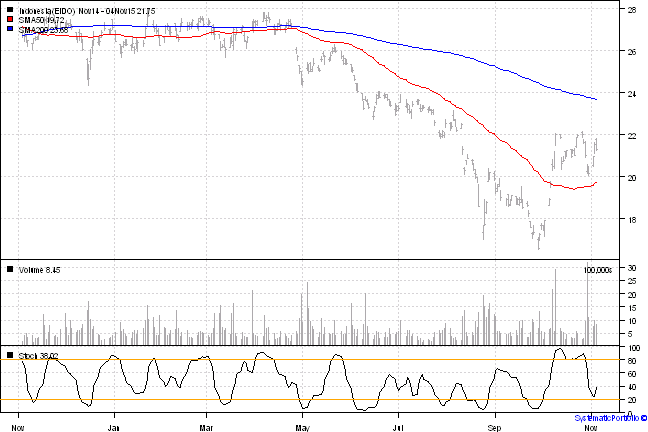 Indonesia(EIDO) Nov14 - 04Nov15 21.75
SMA50 19.72
SMA200 23.68
28
26
24
22
20
18
Volume 8.45
100,000s
30
25
20
15
10
5
Stoch 38.02
100
80
60
40
20
0
Nov Jan Mar May Jul Sep Nov
SystematicPortfolio ©